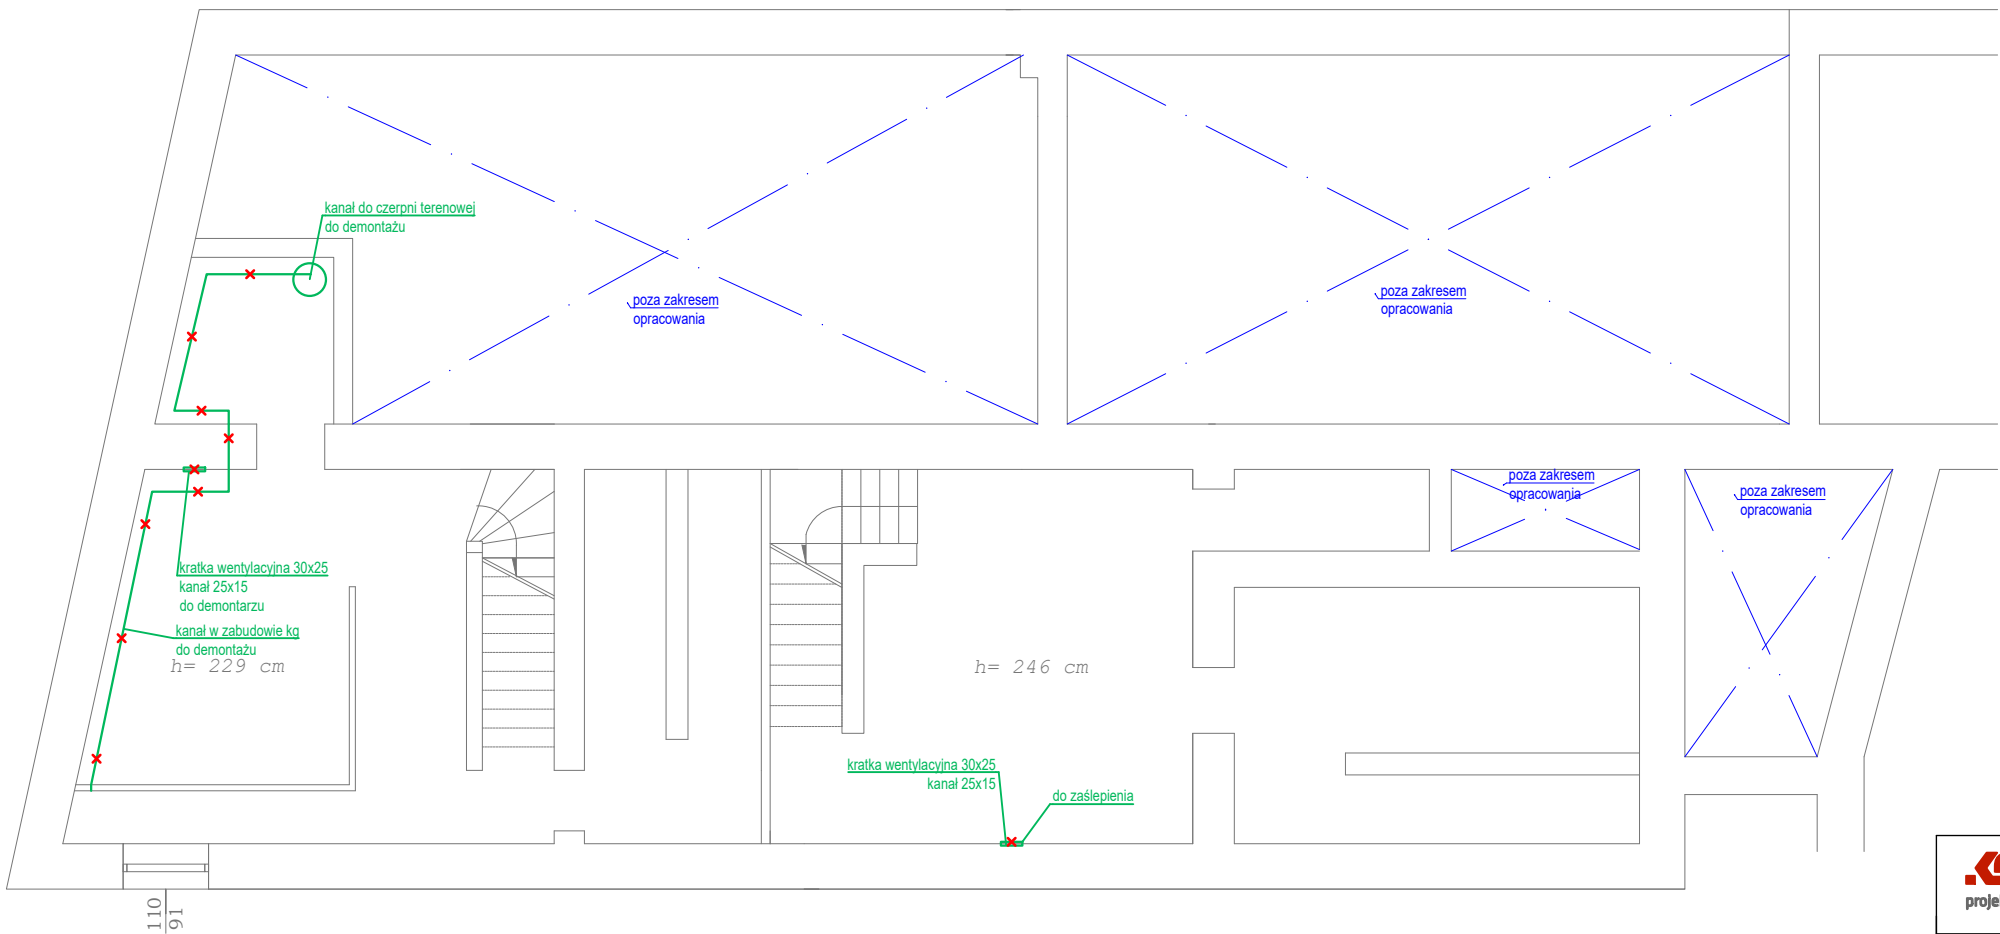 kanał do czerpni terenowej
do demontażu
poza zakresem
opracowania
poza zakresem
opracowania
poza zakresem
opracowania
poza zakresem
opracowania
kratka wentylacyjna 30x25
kanał 25x15
do demontarzu
kanał w zabudowie kg
do demontażu
h= 229 cm
h= 246 cm
kratka wentylacyjna 30x25
kanał 25x15
do zaślepienia
110
91